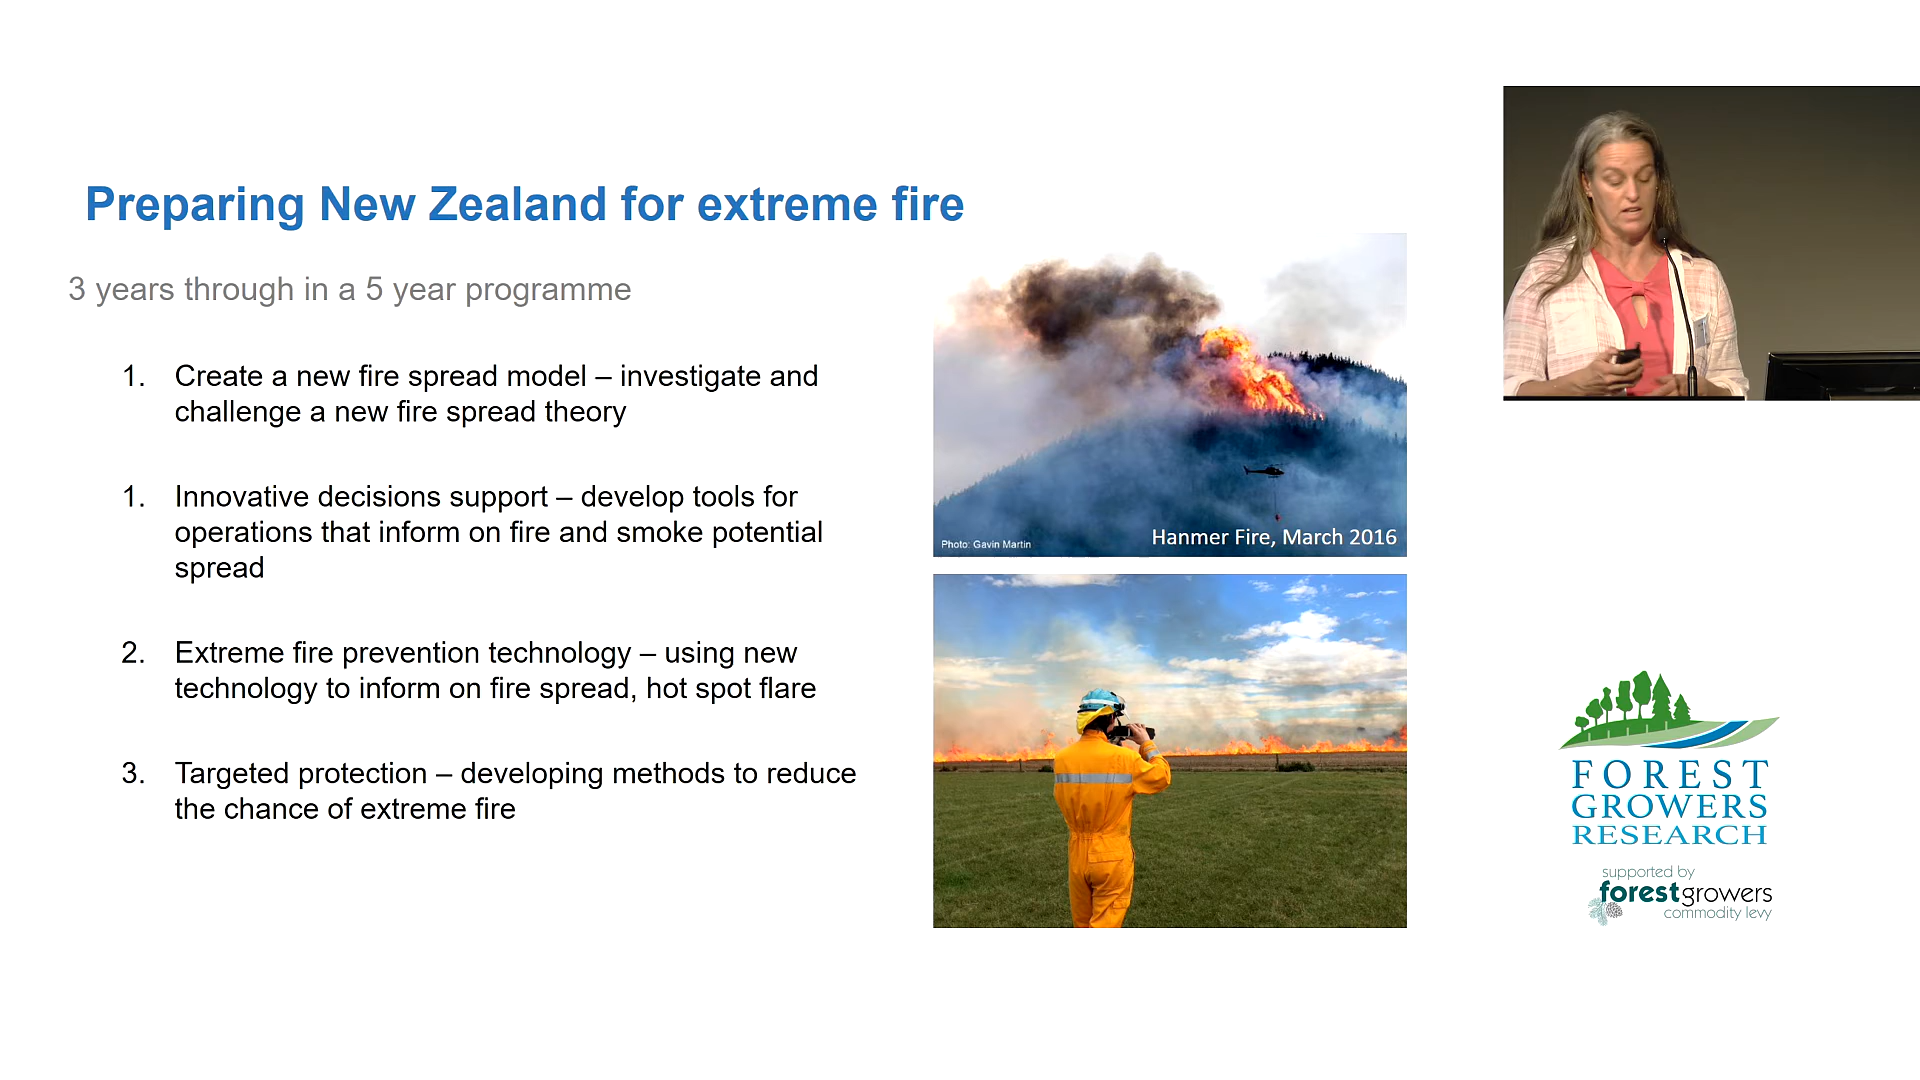 Preparing New Zealand for extreme fire
3 years through in a 5 year programme
1. Create a new fire spread model – investigate and
challenge a new fire spread theory
1. Innovative decisions support – develop tools for
operations that inform on fire and smoke potential
spread
2. Extreme fire prevention technology – using new
technology to inform on fire spread, hot spot flare
3. Targeted protection – developing methods to reduce
the chance of extreme fire
Photo: Gavin Martin
Hanmer Fire, March 2016
FOREST
GROWERS
RESEARCH
supported by
forestgrowers
commodity levy